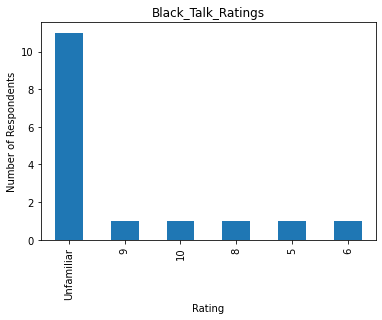 Black_Talk_Ratings
Number of Respondents
10
8
6
4
2
0
Unfamiliar
9
10
8
5
6
Rating